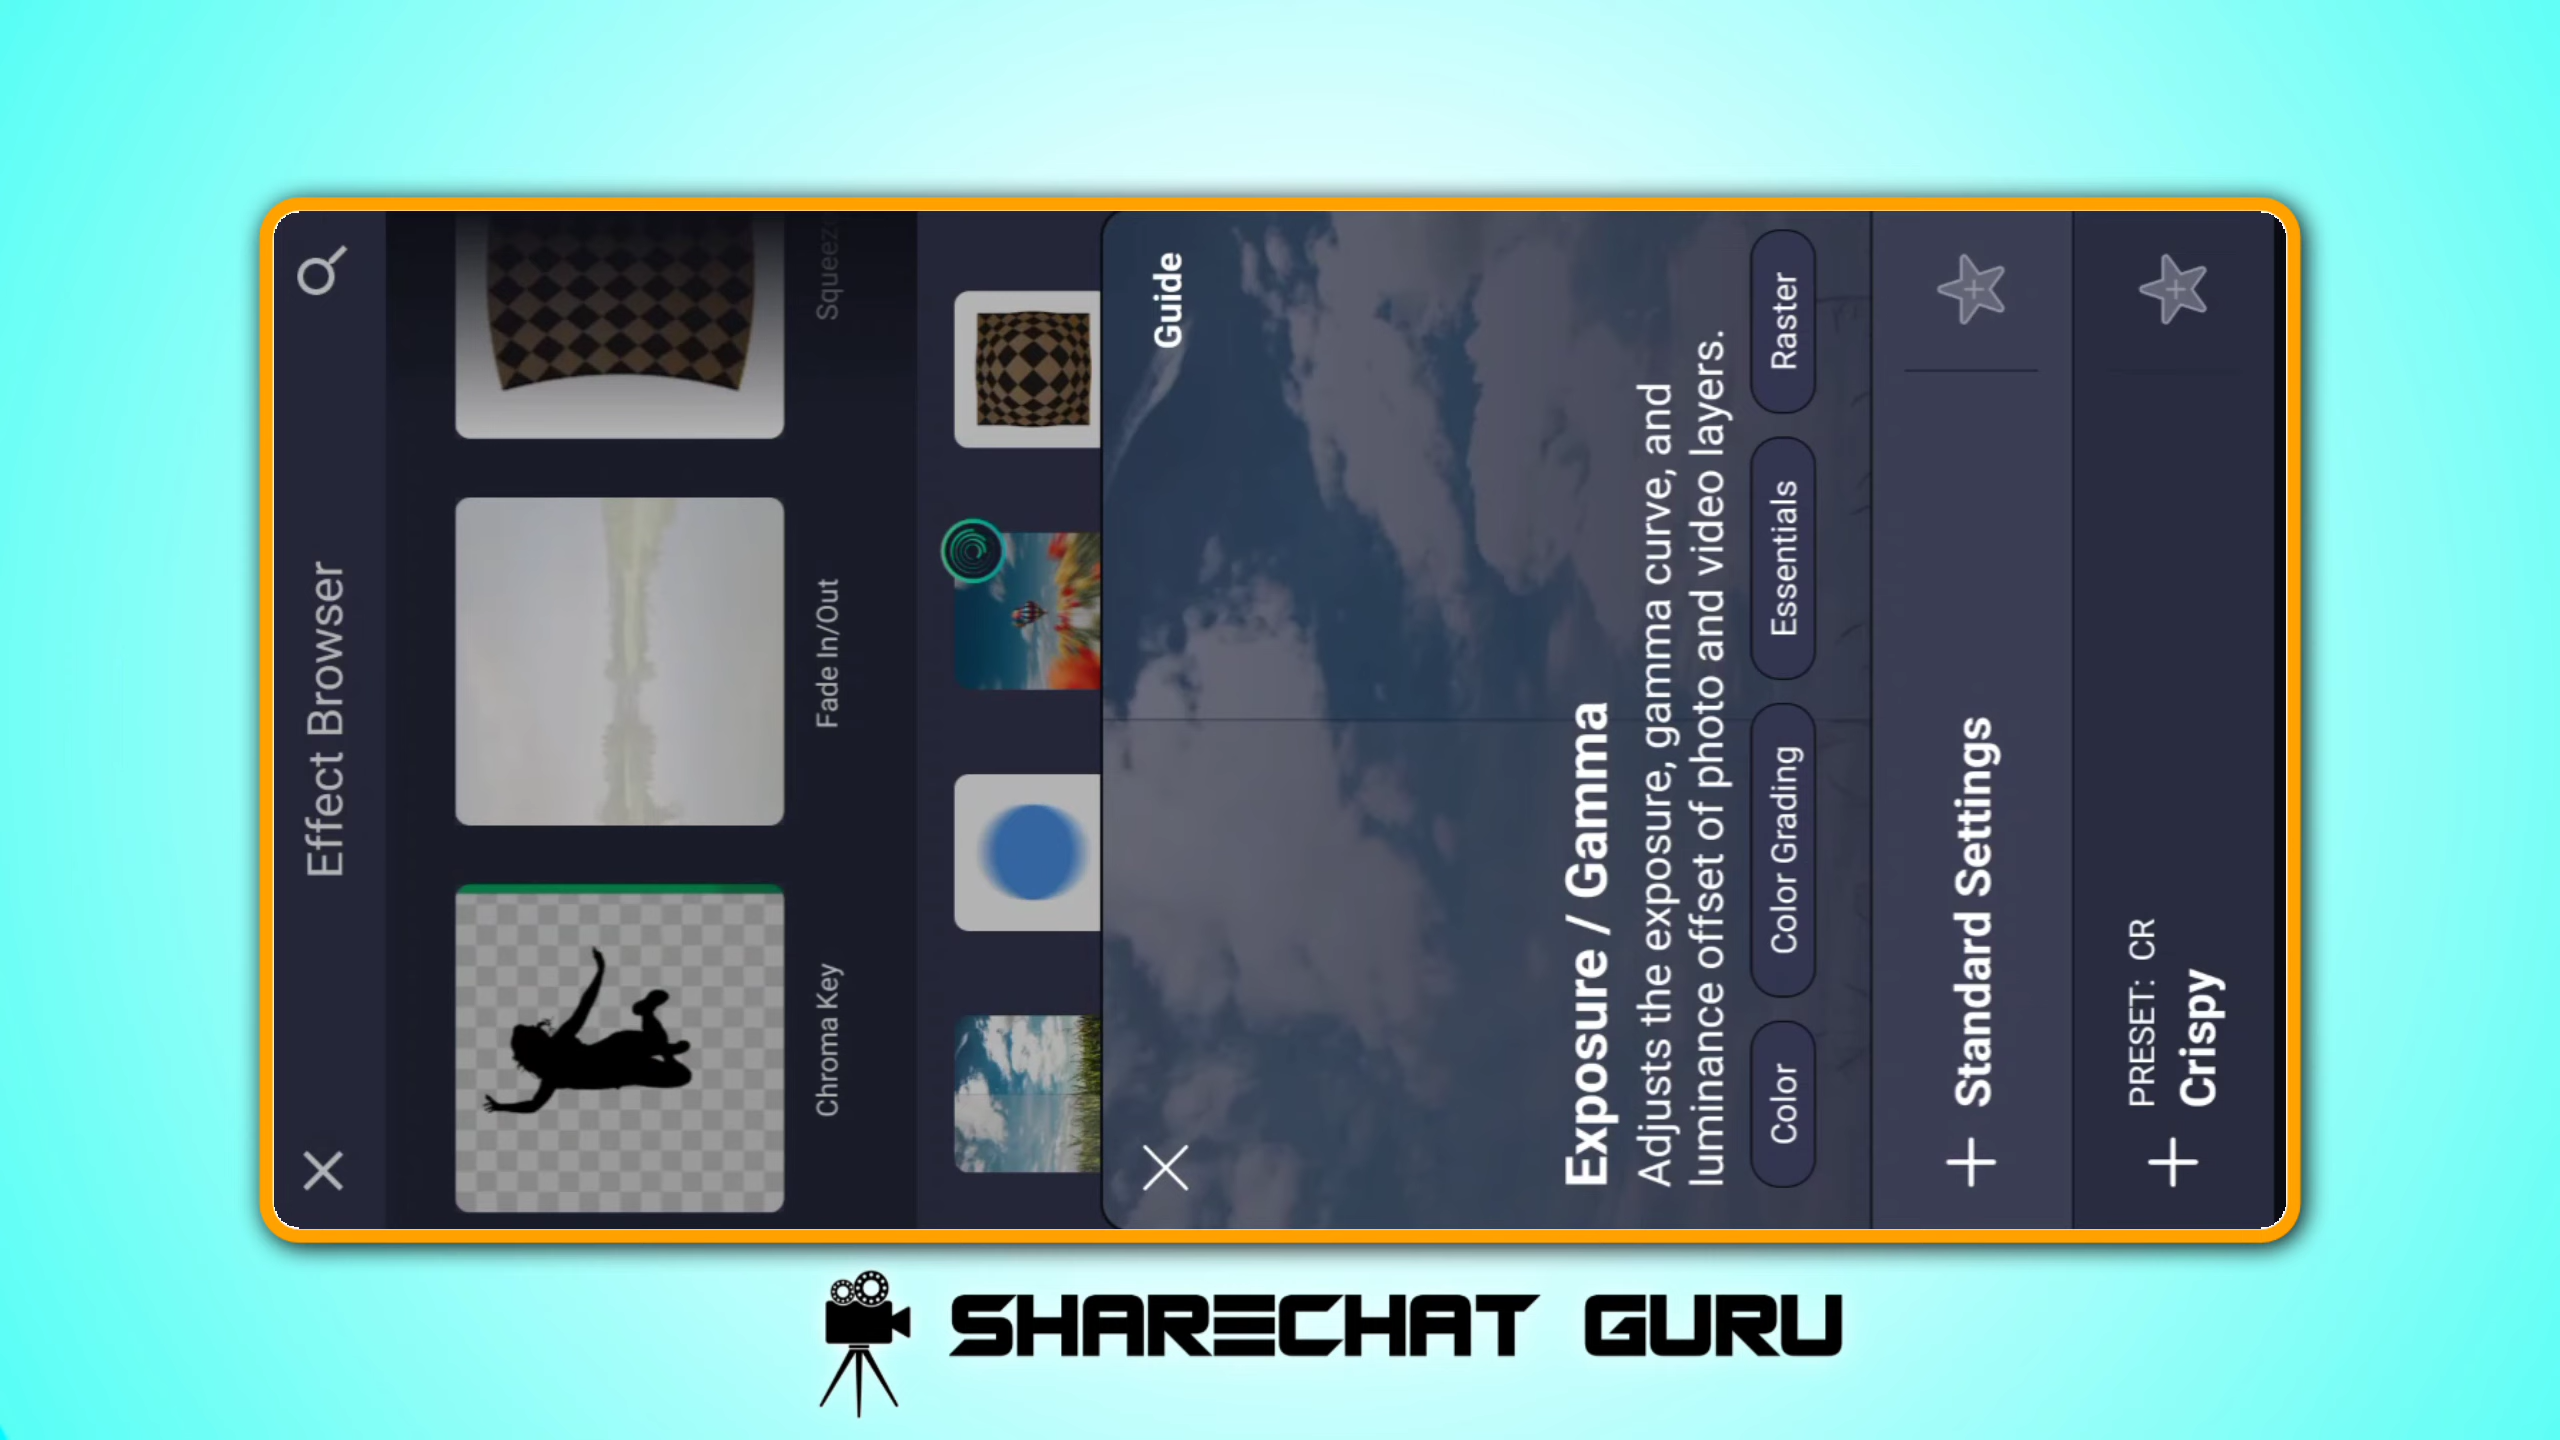 Effect Browser
Chroma Key
Fade In/Out
Guide
Exposure / Gamma
Adjusts the exposure, gamma curve, and
luminance offset of photo and video layers.
Color
Color Grading
Essentials
Raster
Standard Settings
PRESET: CR
Crispy
SHARECHAT GURU